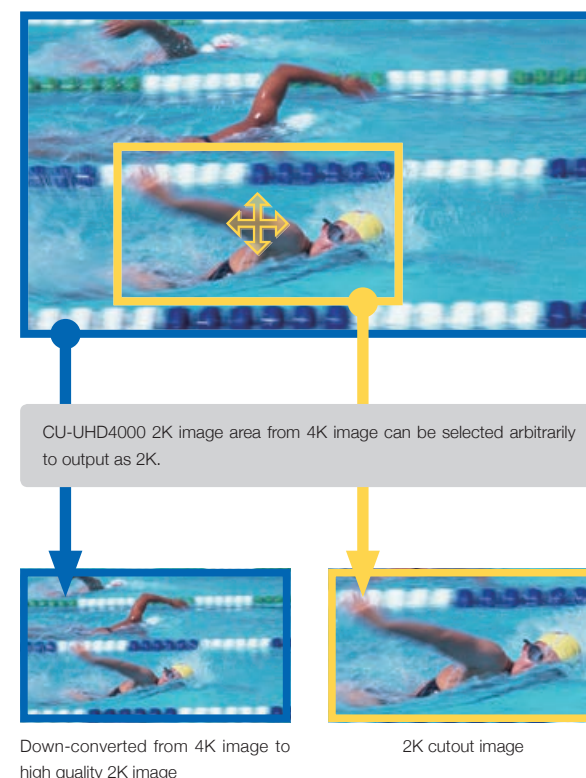 CU-UHD4000 2K image area from 4K image can be selected arbitrarily
to output as 2K.
Down-converted from 4K image to
high quality 2K image
2K cutout image